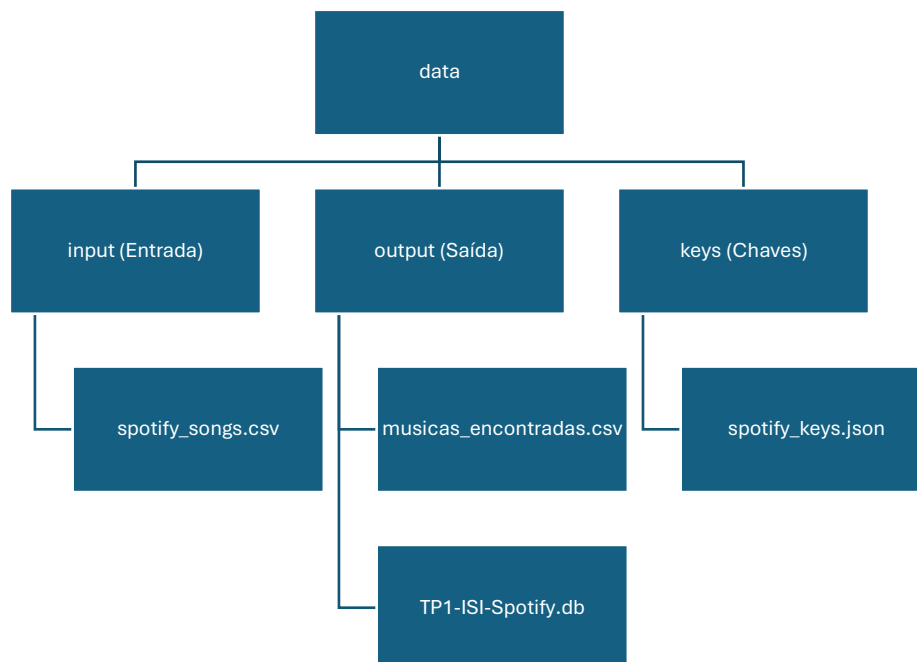 data
input (Entrada)
output (Saída)
keys (Chaves)
spotify_songs.csv
musicas_encontradas.csv
spotify_keys.json
TP1-ISI-Spotify.db